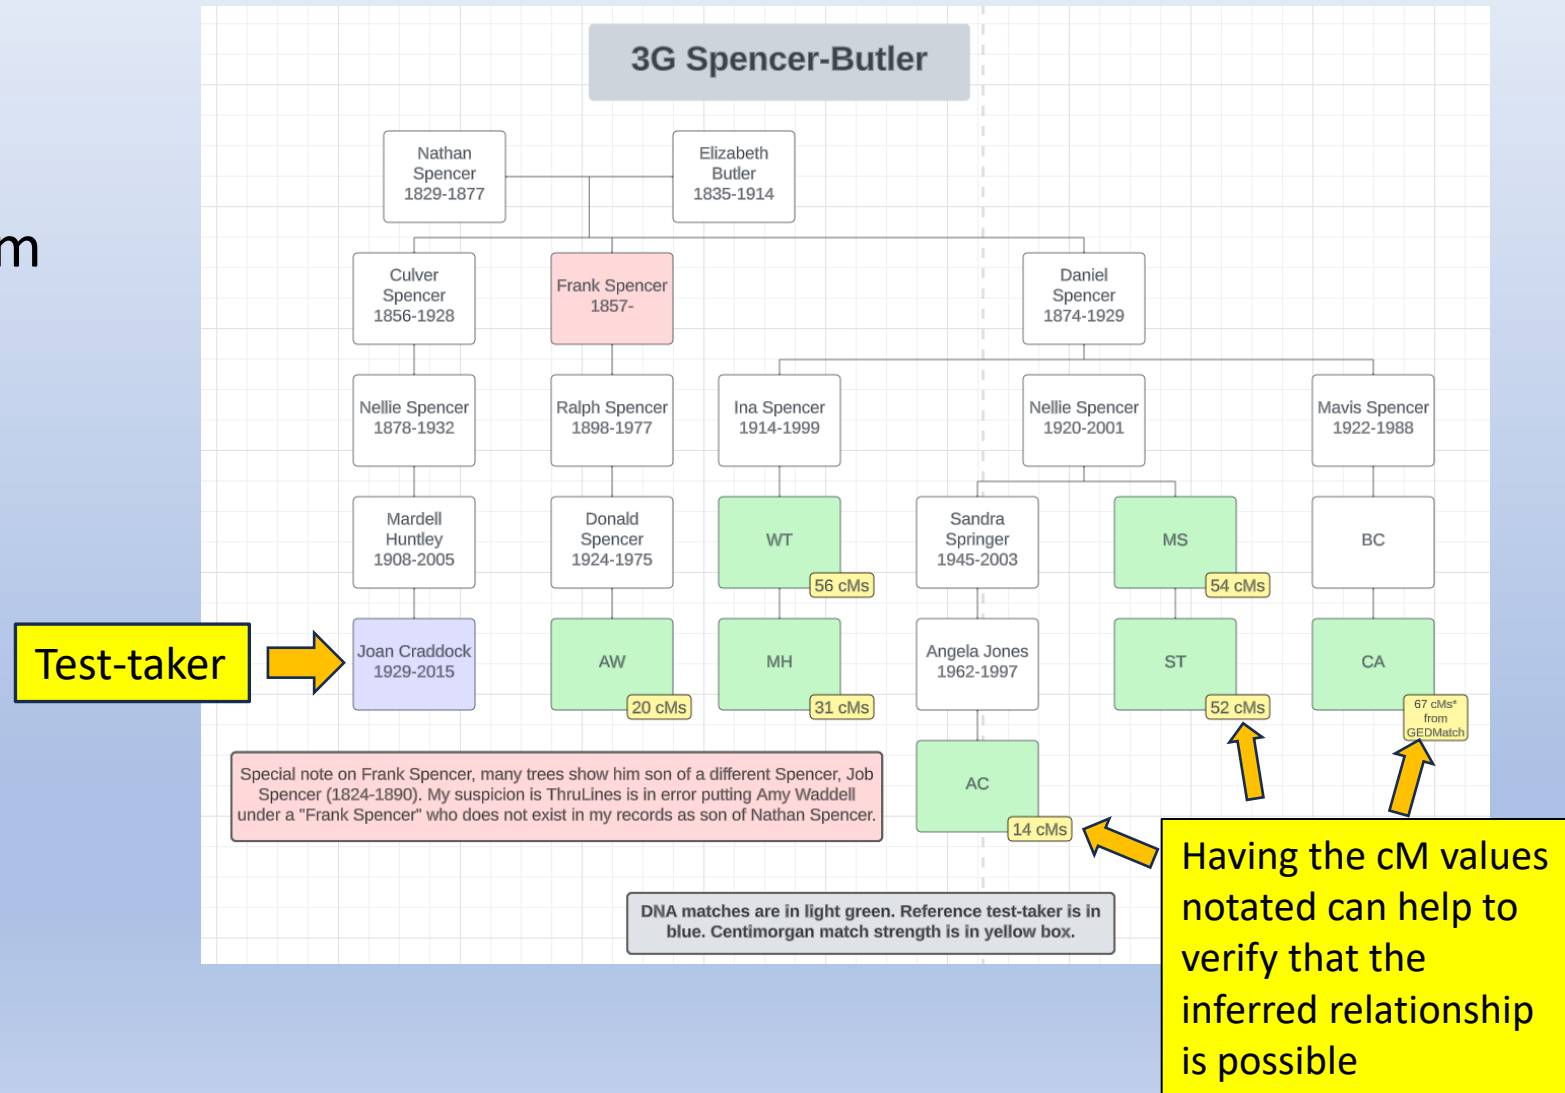 3G Spencer-Butler
Nathan
Spencer
1829-1877
Elizabeth
Butler
1835-1914
m
Culver
Spencer
1856-1928
Frank Spencer
1857-
Daniel
Spencer
1874-1929
Nellie Spencer
1878-1932
Ralph Spencer
1898-1977
Ina Spencer
1914-1999
Nellie Spencer
1920-2001
Mavis Spencer
1922-1988
Mardell
Huntley
1908-2005
Donald
Spencer
1924-1975
WT
56 cMs
Sandra
Springer
1945-2003
MS
54 cMs
BC
Test-taker
Joan Craddock
1929-2015
AW
20 cMs
MH
31 cMs
Angela Jones
1962-1997
ST
52 cMs
CA
67 cMs*
from
GEDMatch
Special note on Frank Spencer, many trees show him son of a different Spencer, Job
Spencer (1824-1890). My suspicion is ThruLines is in error putting Amy Waddell
under a "Frank Spencer" who does not exist in my records as son of Nathan Spencer.
AC
14 cMs
Having the cM values
notated can help to
verify that the
inferred relationship
is possible
DNA matches are in light green. Reference test-taker is in
blue. Centimorgan match strength is in yellow box.